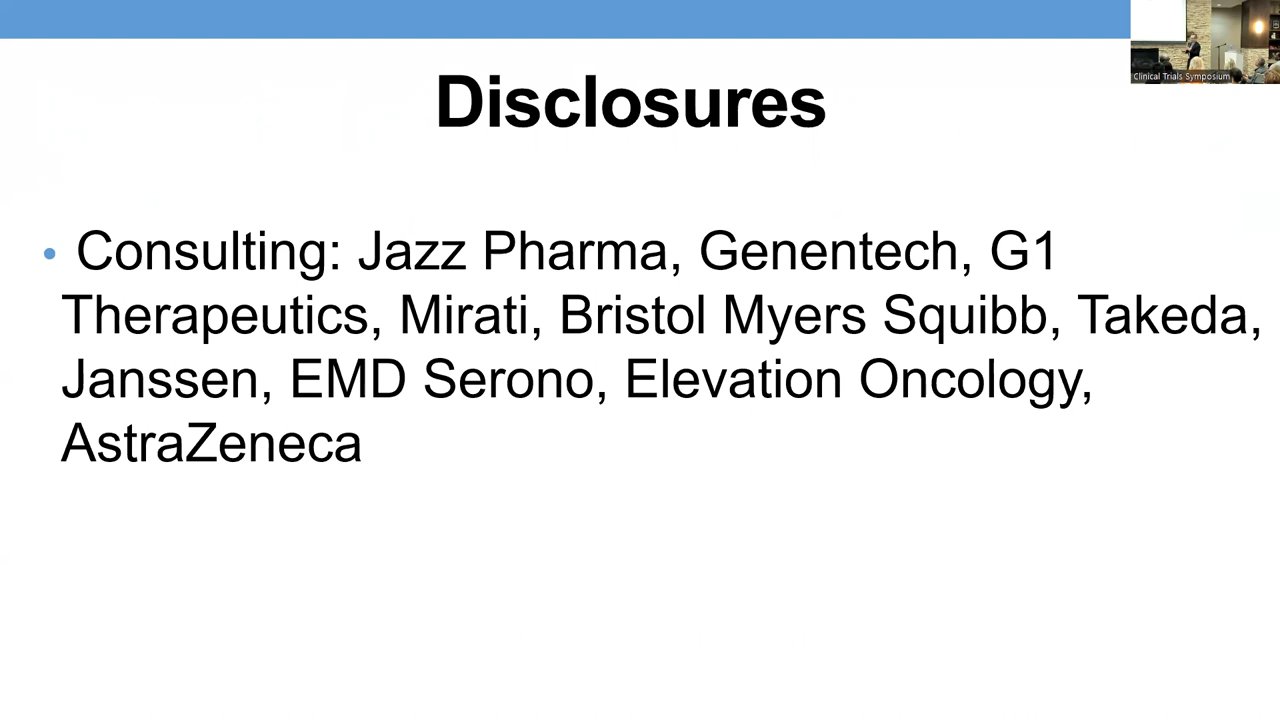 Disclosures
Clinical Trials Symposium
• Consulting: Jazz Pharma, Genentech, G1
Therapeutics, Mirati, Bristol Myers Squibb, Takeda,
Janssen, EMD Serono, Elevation Oncology,
AstraZeneca